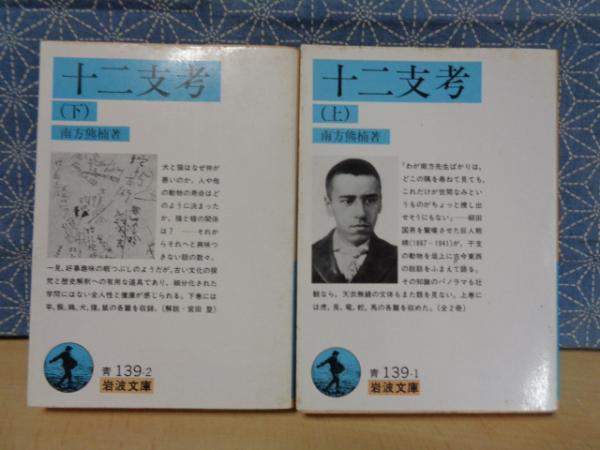 十二支考
(下)
南方熊楠著
犬と猫はなぜ仲が
悪いのか。人や他
の動物の寿命はど
のように決まった
か。猿と蟹の関係
は？――それか
らそれへと興味つ
きない話の数々。
一見、好事趣味の暇つぶしのようだが、古い文化の探
究と歴史解釈への有用な道具であり、細分化された
学問にはない全人性と健康が感じられる。下巻には
羊、猴、鶏、犬、猪、鼠の各篇を収録。(解説・宮田 登)
青 139-2
岩波文庫
十二支考
(上)
南方熊楠著
「わが南方先生ばかりは、
どこの隅を尋ねて見ても、
これだけが世間なみとい
うものがちょっと捜し出
せそうにもない」――柳田
国男を驚嘆させた巨人熊
楠(1867-1941)が、干支
の動物を俎上に古今東西
の説話をふまえて語る。
その知識のパノラマも壮
観なら、天衣無縫の文体もまた類を見ない。上巻に
は虎、兎、竜、蛇、馬の各篇を収めた。(全2冊)
青 139-1
岩波文庫